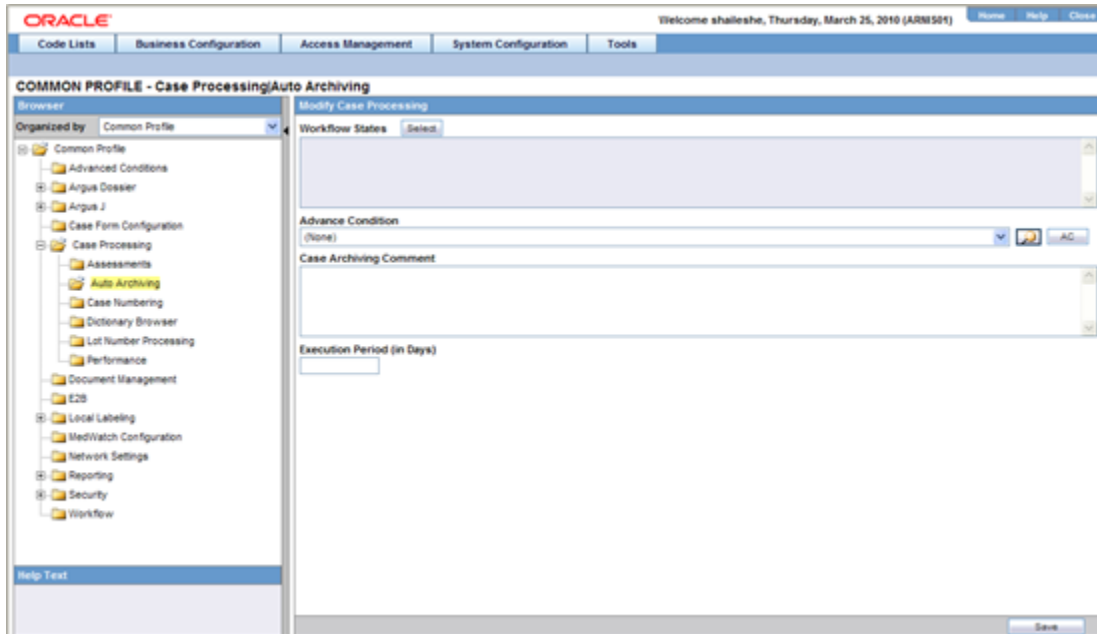 ORACLE
Welcome shaileshe, Thursday, March 25, 2010 (ARMIS01)
Home Help Close
Code Lists Business Configuration Access Management System Configuration Tools
COMMON PROFILE - Case Processing|Auto Archiving
Browser
Organized by Common Profile
Common Profile
Advanced Conditions
Argus Dossier
Argus J
Case Form Configuration
Case Processing
Assessments
Auto Archiving
Case Numbering
Dictionary Browser
Lot Number Processing
Performance
Document Management
E2B
Local Labeling
MedWatch Configuration
Network Settings
Reporting
Security
Workflow
Help Text
Modify Case Processing
Workflow States Select
Advance Condition
(None)
AC
Case Archiving Comment
Execution Period (in Days)
Save